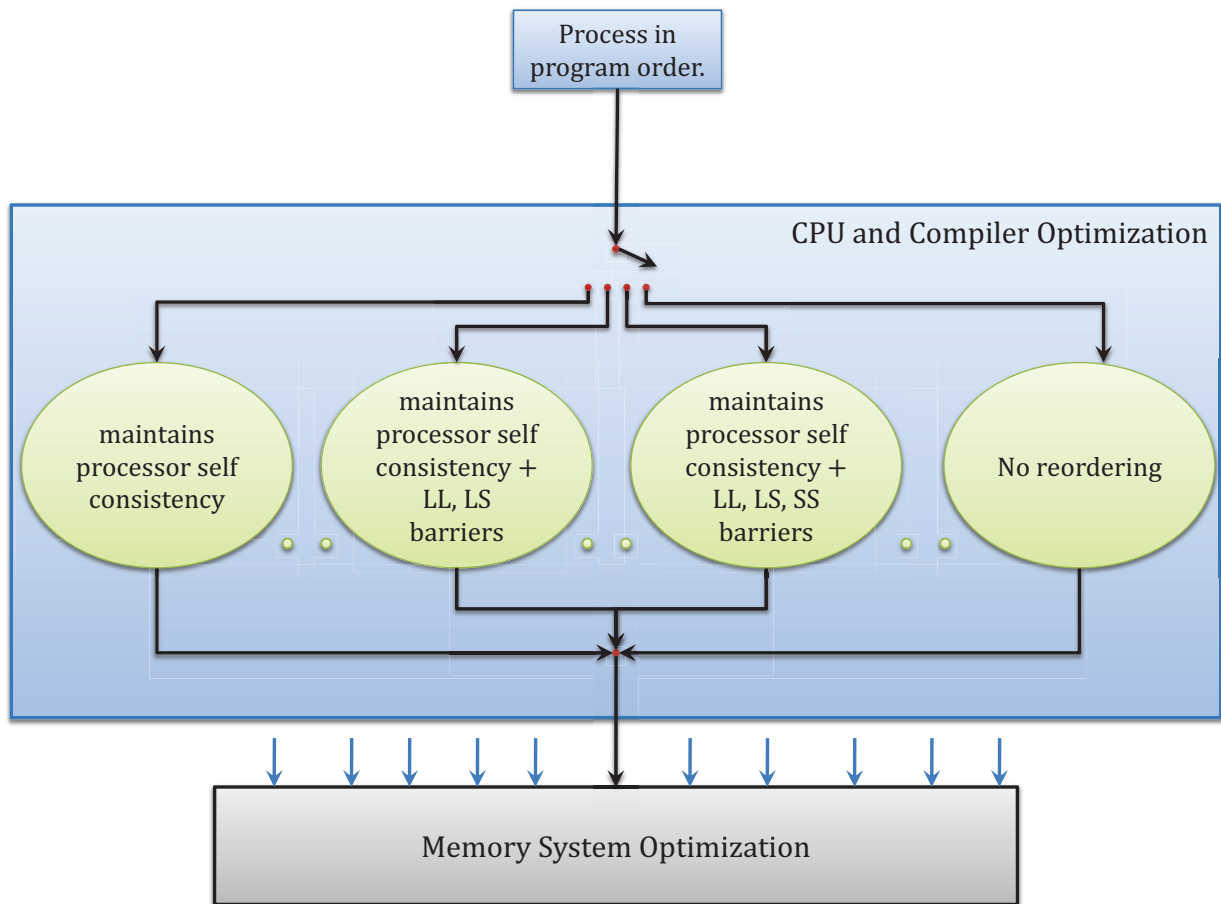 Process in
program order.
CPU and Compiler Optimization
maintains
processor self
consistency
maintains
processor self
consistency +
LL, LS
barriers
maintains
processor self
consistency +
LL, LS, SS
barriers
No reordering
Memory System Optimization